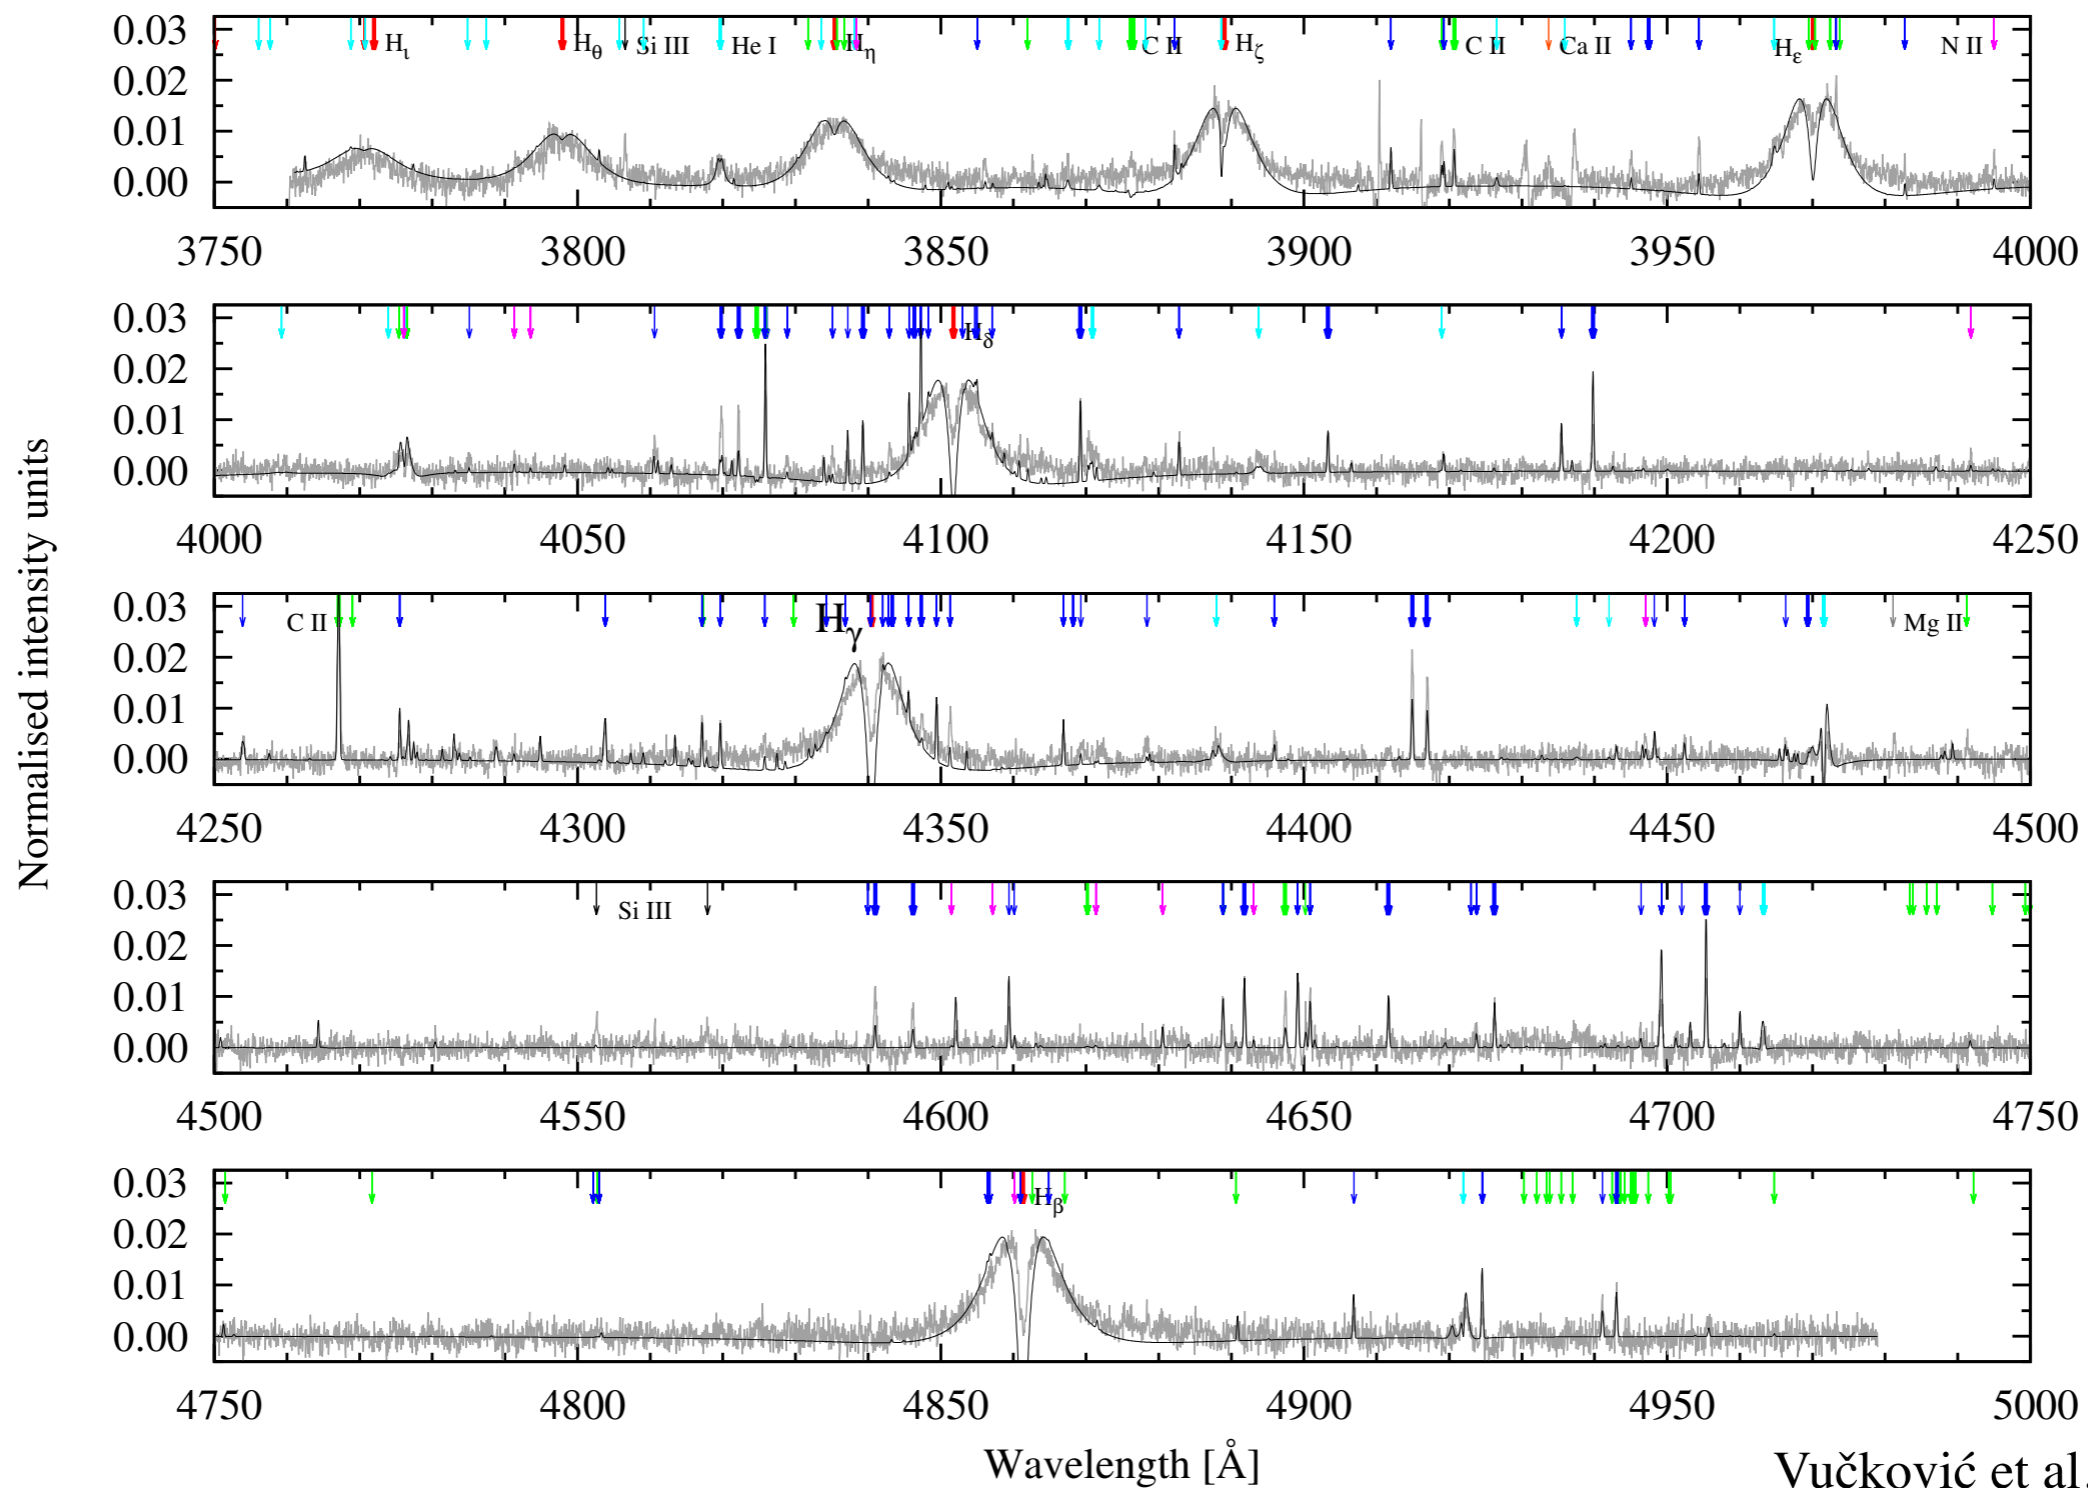 Normalised intensity units
0.03
0.02
0.01
0.00
Hι Hθ Si III He I Hη C II Hζ C II Ca II Hε N II
3750 3800 3850 3900 3950 4000
0.03
0.02
0.01
0.00
Hδ
4000 4050 4100 4150 4200 4250
0.03
0.02
0.01
0.00
C II Hγ Mg II
4250 4300 4350 4400 4450 4500
0.03
0.02
0.01
0.00
Si III
4500 4550 4600 4650 4700 4750
0.03
0.02
0.01
0.00
Hβ
4750 4800 4850 4900 4950 5000
Wavelength [Å]
Vučković et al.